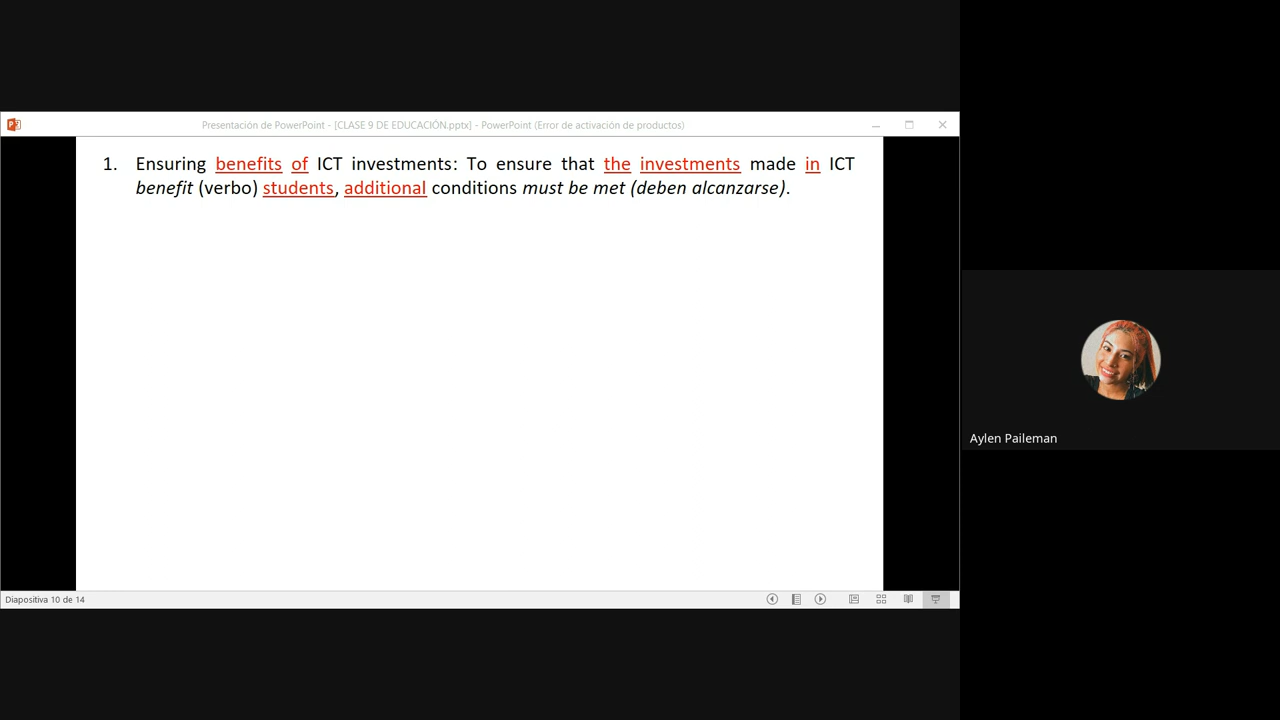 Presentación de PowerPoint - [CLASE 9 DE EDUCACIÓN.pptx] - PowerPoint (Error de activación de productos)
1. Ensuring benefits of ICT investments: To ensure that the investments made in ICT
benefit (verbo) students, additional conditions must be met (deben alcanzarse).
Aylen Paileman
Diapositiva 10 de 14